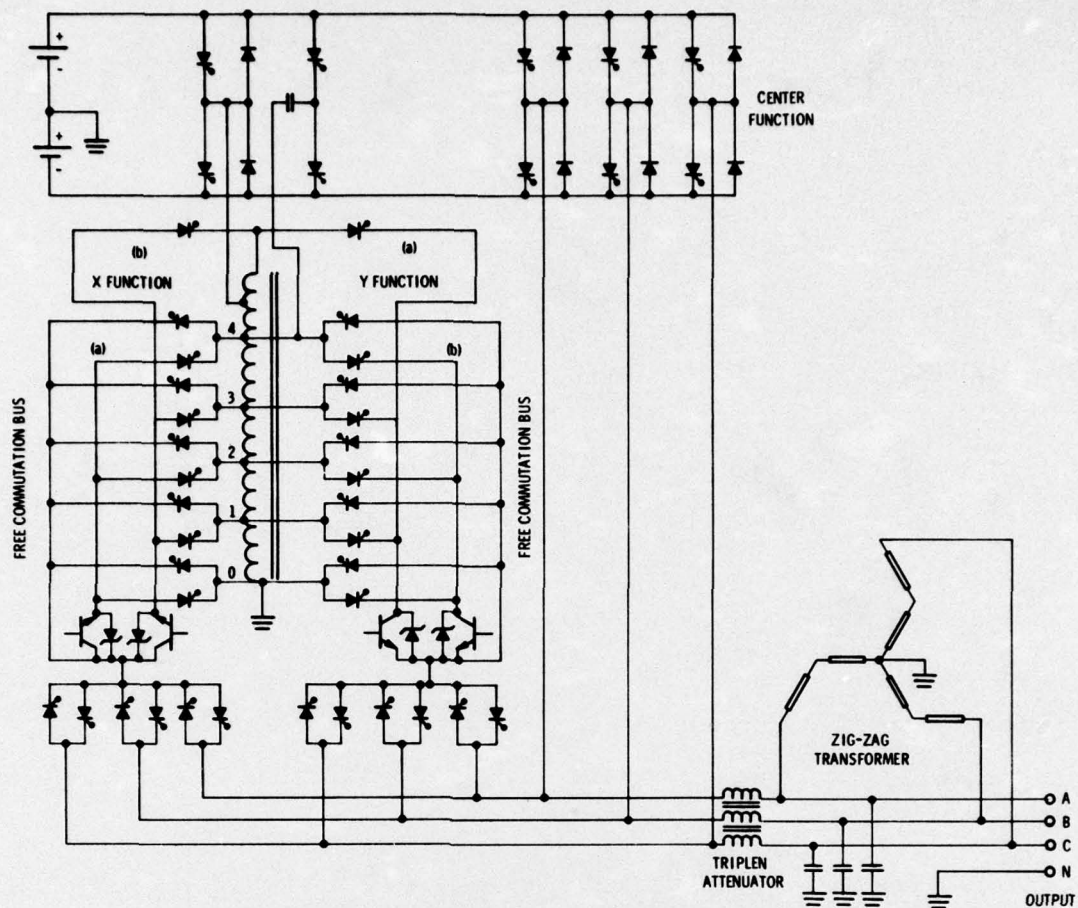 +
-
+
-
CENTER
FUNCTION
(b)
(a)
X FUNCTION
Y FUNCTION
4
(a)
(b)
3
2
1
0
FREE COMMUTATION BUS
FREE COMMUTATION BUS
ZIG-ZAG
TRANSFORMER
A
B
C
TRIPLEN
ATTENUATOR
N
OUTPUT